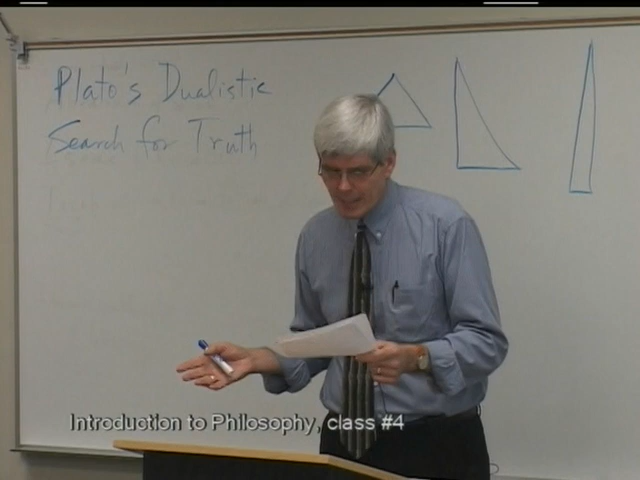 Plato's Dualistic
Search for Truth
Introduction to Philosophy, class #4